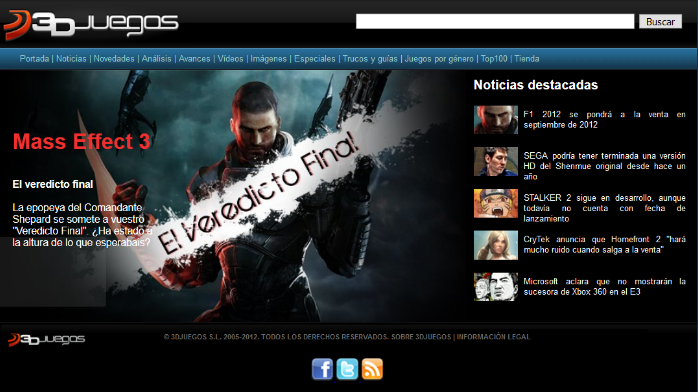 3DJUEGOS
Buscar
Portada | Noticias | Novedades | Análisis | Avances | Vídeos | Imágenes | Especiales | Trucos y guías | Juegos por género | Top100 | Tienda
Mass Effect 3
El veredicto final
La epopeya del Comandante
Shepard se somete a vuestro
"Veredicto Final". ¿Ha estado a
la altura de lo que esperabais?
El Veredicto Final
Noticias destacadas
F1 2012 se pondrá a la venta en
septiembre de 2012
SEGA podría tener terminada una versión
HD del Shenmue original desde hace un
año
STALKER 2 sigue en desarrollo, aunque
todavía no cuenta con fecha de
lanzamiento
CryTek anuncia que Homefront 2 "hará
mucho ruido cuando salga a la venta"
Microsoft aclara que no mostrarán la
sucesora de Xbox 360 en el E3
3DJUEGOS
© 3DJUEGOS S.L. 2005-2012. TODOS LOS DERECHOS RESERVADOS. SOBRE 3DJUEGOS | INFORMACIÓN LEGAL